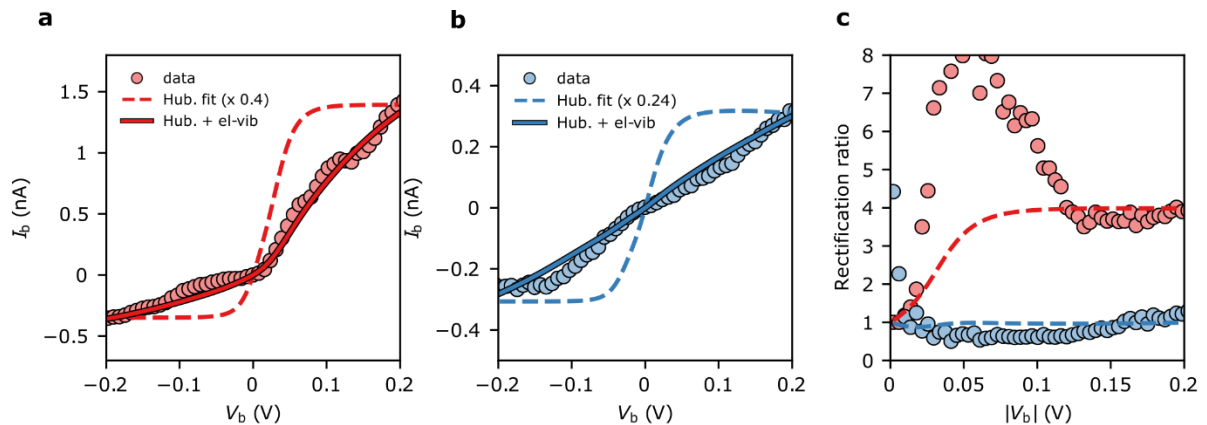 a
1.5
1.0
0.5
0
−0.5
I_b (nA)
data
Hub. fit (x 0.4)
Hub. + el-vib
−0.2
−0.1
0
0.1
0.2
V_b (V)
b
0.4
0.2
0
−0.2
−0.4
I_b (nA)
data
Hub. fit (x 0.24)
Hub. + el-vib
−0.2
−0.1
0
0.1
0.2
V_b (V)
c
8
7
6
5
4
3
2
1
0
Rectification ratio
0
0.05
0.1
0.15
0.2
|V_b| (V)